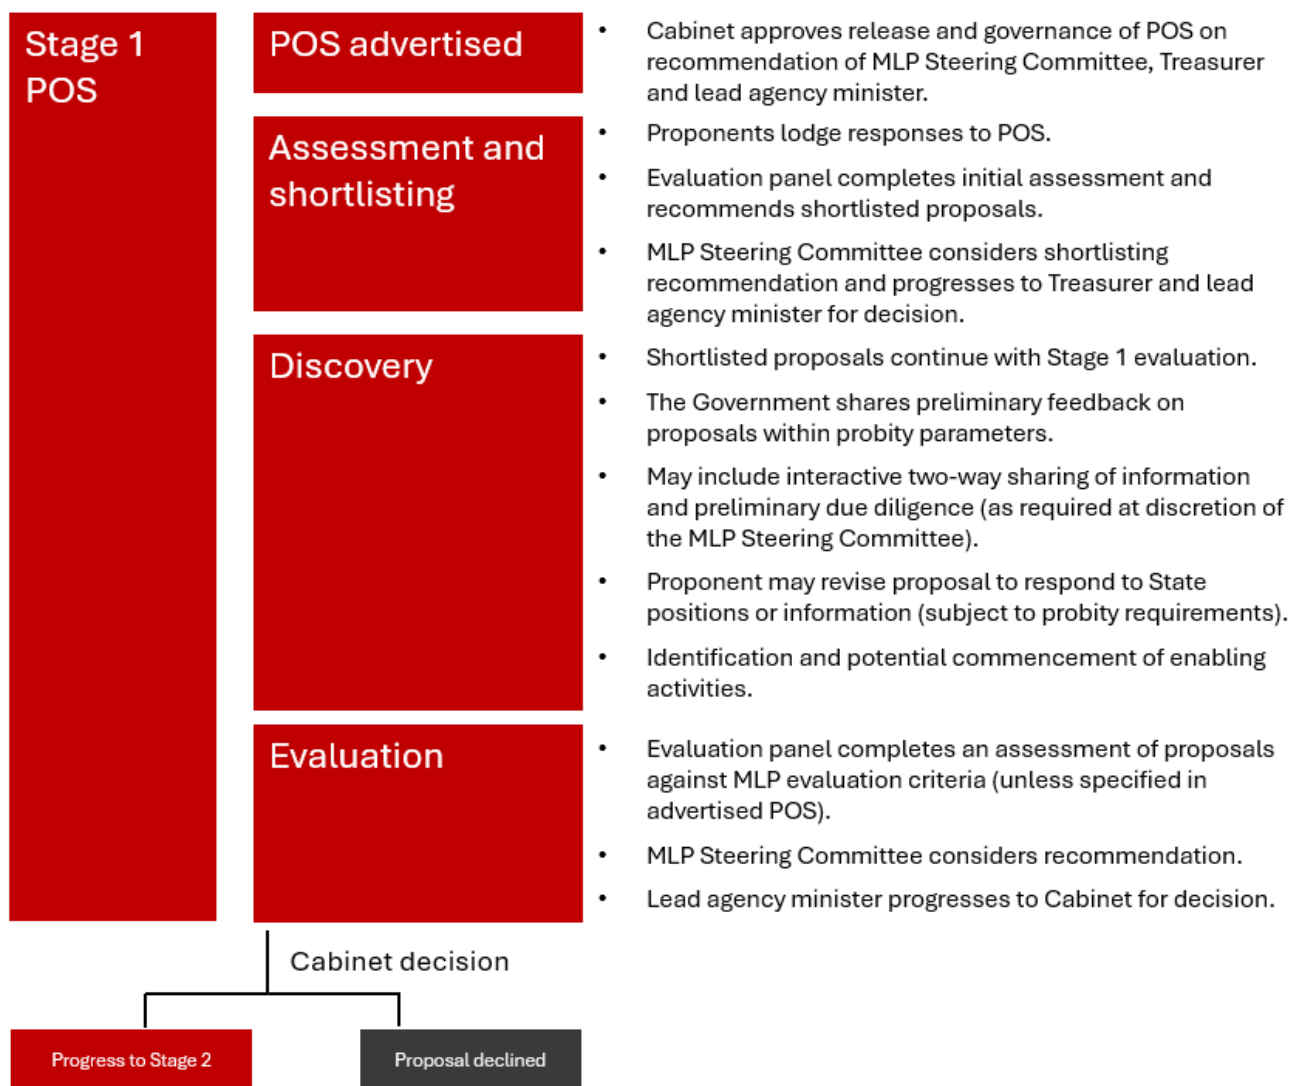 Stage 1
POS
POS advertised
• Cabinet approves release and governance of POS on
recommendation of MLP Steering Committee, Treasurer
and lead agency minister.
Assessment and
shortlisting
• Proponents lodge responses to POS.
• Evaluation panel completes initial assessment and
recommends shortlisted proposals.
• MLP Steering Committee considers shortlisting
recommendation and progresses to Treasurer and lead
agency minister for decision.
Discovery
• Shortlisted proposals continue with Stage 1 evaluation.
• The Government shares preliminary feedback on
proposals within probity parameters.
• May include interactive two-way sharing of information
and preliminary due diligence (as required at discretion of
the MLP Steering Committee).
• Proponent may revise proposal to respond to State
positions or information (subject to probity requirements).
• Identification and potential commencement of enabling
activities.
Evaluation
• Evaluation panel completes an assessment of proposals
against MLP evaluation criteria (unless specified in
advertised POS).
• MLP Steering Committee considers recommendation.
• Lead agency minister progresses to Cabinet for decision.
Cabinet decision
Progress to Stage 2
Proposal declined